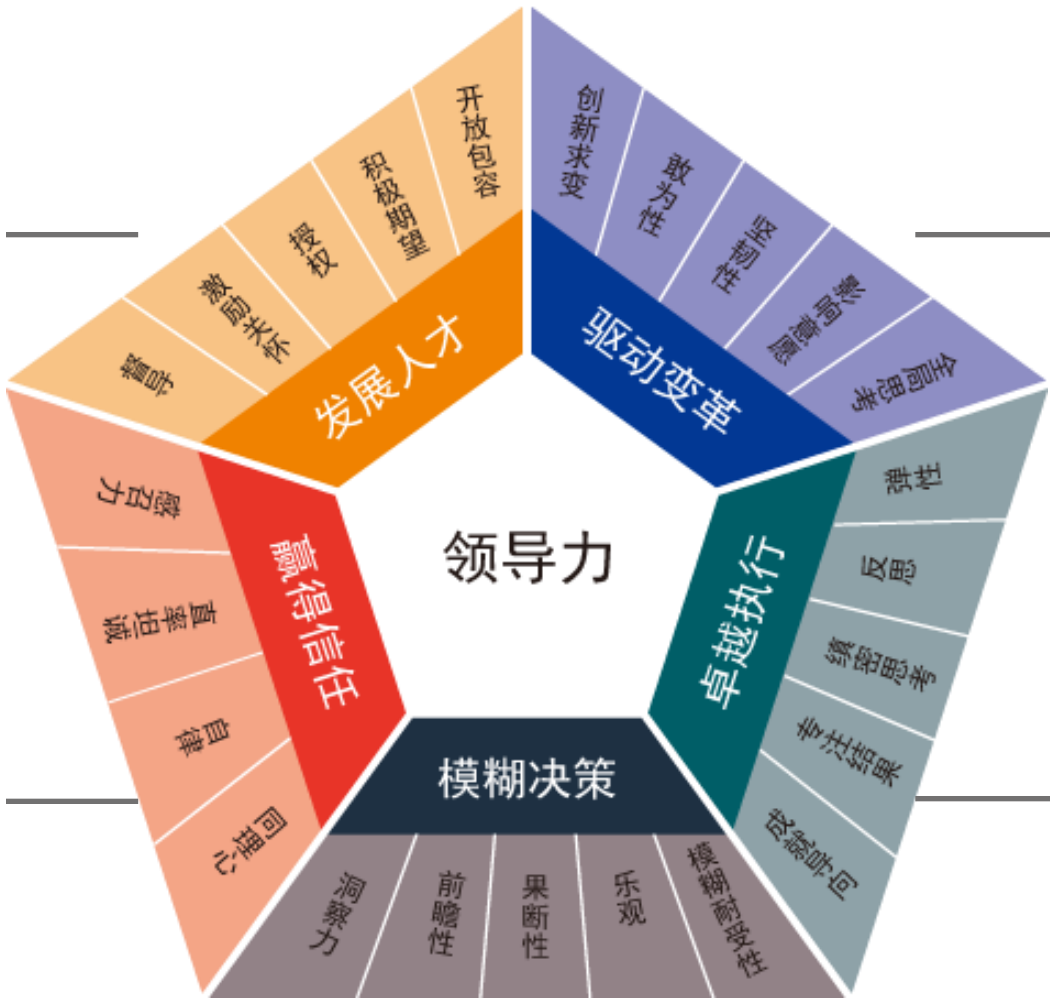 领导力
驱动变革
创新求变
敢为性
坚韧性
影响意愿
全局思考
卓越执行
弹性
反思
缜密思考
专注结果
成就导向
模糊决策
洞察力
前瞻性
果断性
乐观
模糊耐受性
赢得信任
感召力
直率坦诚
自律
同理心
发展人才
督导
激励关怀
授权
积极期望
开放包容